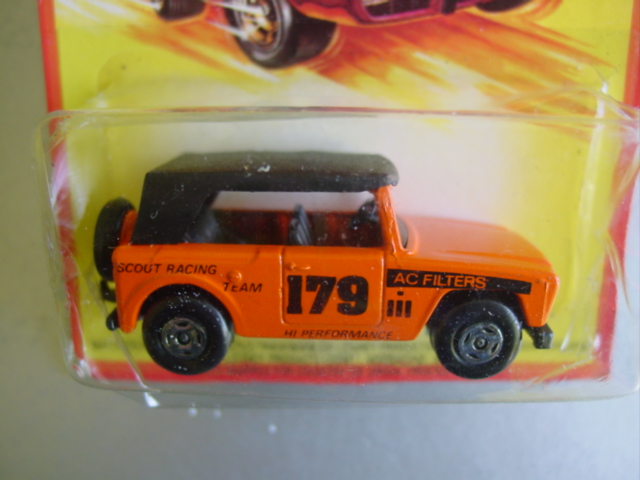 SCOUT RACING
TEAM
179
AC FILTERS
HI PERFORMANCE